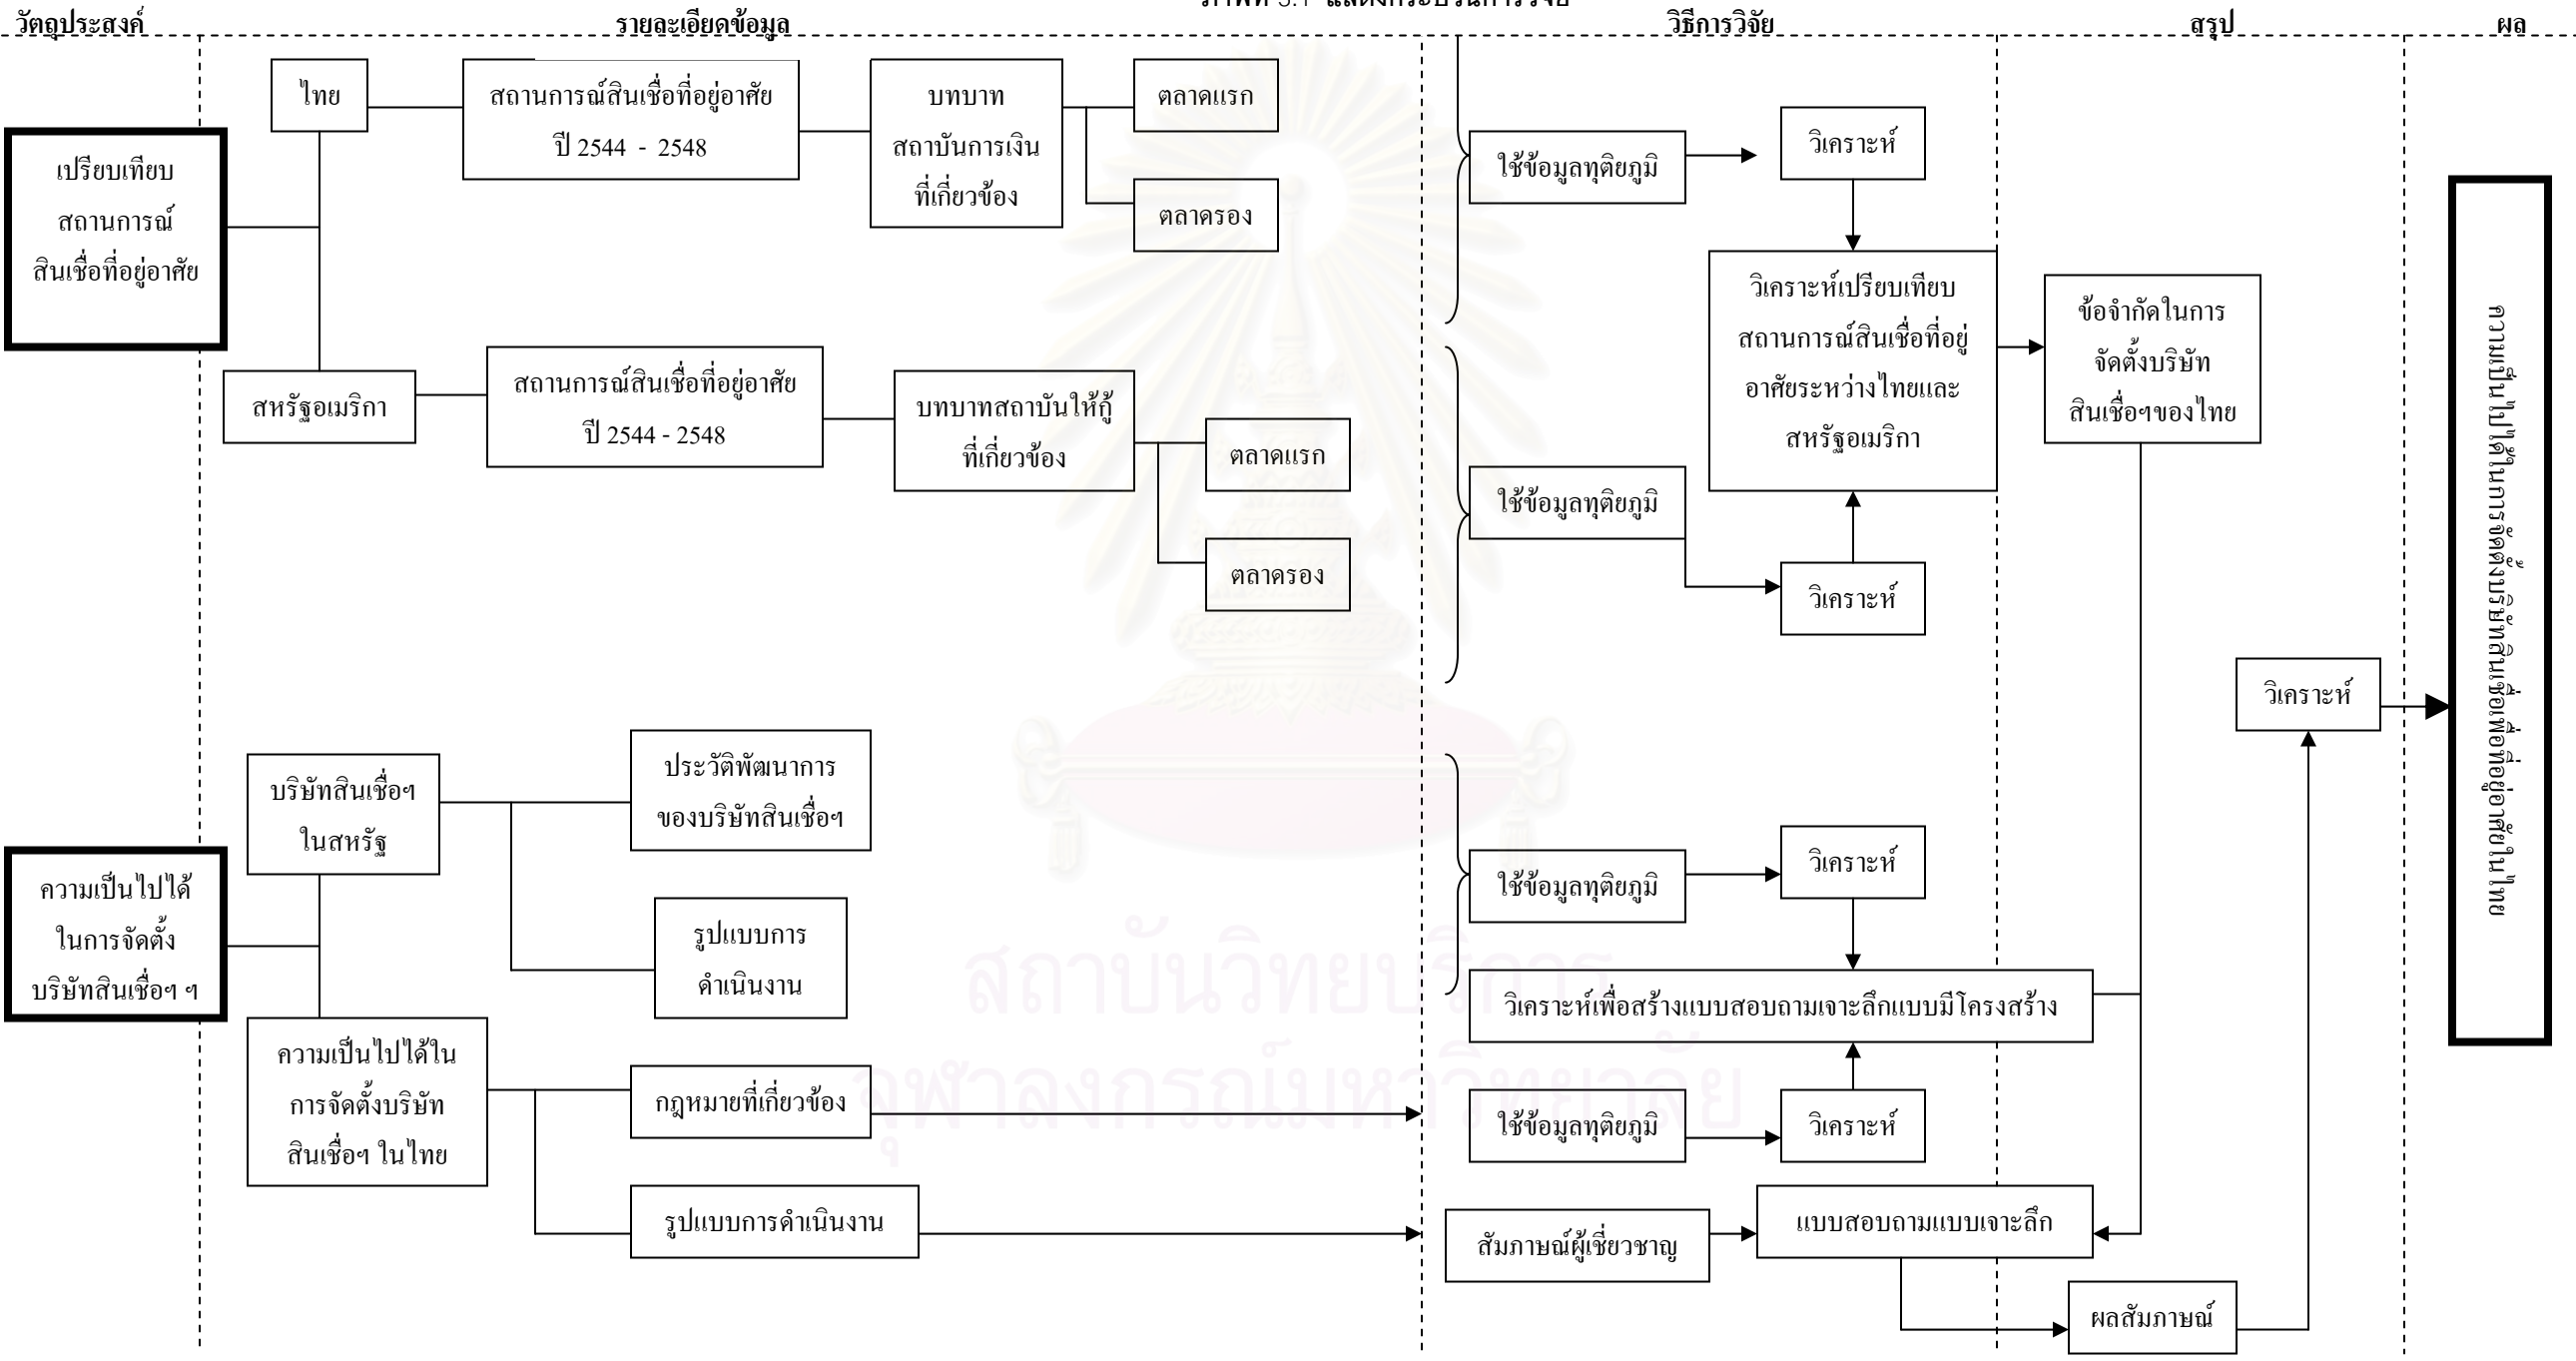 วัตถุประสงค์
รายละเอียดข้อมูล
วิธีการวิจัย
สรุป
ผล
ไทย
สถานการณ์สินเชื่อที่อยู่อาศัย
ปี 2544 - 2548
บทบาท
สถาบันการเงิน
ที่เกี่ยวข้อง
ตลาดแรก
ตลาดรอง
ใช้ข้อมูลทุติยภูมิ
วิเคราะห์
เปรียบเทียบ
สถานการณ์
สินเชื่อที่อยู่อาศัย
วิเคราะห์เปรียบเทียบ
สถานการณ์สินเชื่อที่อยู่
อาศัยระหว่างไทยและ
สหรัฐอเมริกา
ข้อจำกัดในการ
จัดตั้งบริษัท
สินเชื่อฯของไทย
สหรัฐอเมริกา
สถานการณ์สินเชื่อที่อยู่อาศัย
ปี 2544 - 2548
บทบาทสถาบันให้กู้
ที่เกี่ยวข้อง
ตลาดแรก
ตลาดรอง
ใช้ข้อมูลทุติยภูมิ
วิเคราะห์
วิเคราะห์
ความเป็นไปได้ในการจัดตั้งบริษัทสินเชื่อเพื่อที่อยู่อาศัยในไทย
บริษัทสินเชื่อฯ
ในสหรัฐ
ประวัติพัฒนาการ
ของบริษัทสินเชื่อฯ
รูปแบบการ
ดำเนินงาน
ใช้ข้อมูลทุติยภูมิ
วิเคราะห์
ความเป็นไปได้
ในการจัดตั้ง
บริษัทสินเชื่อฯ ฯ
วิเคราะห์เพื่อสร้างแบบสอบถามเจาะลึกแบบมีโครงสร้าง
ความเป็นไปได้ใน
การจัดตั้งบริษัท
สินเชื่อฯ ในไทย
กฎหมายที่เกี่ยวข้อง
ใช้ข้อมูลทุติยภูมิ
วิเคราะห์
รูปแบบการดำเนินงาน
สัมภาษณ์ผู้เชี่ยวชาญ
แบบสอบถามแบบเจาะลึก
ผลสัมภาษณ์
สถาบันวิทยบริการ
จุฬาลงกรณ์มหาวิทยาลัย